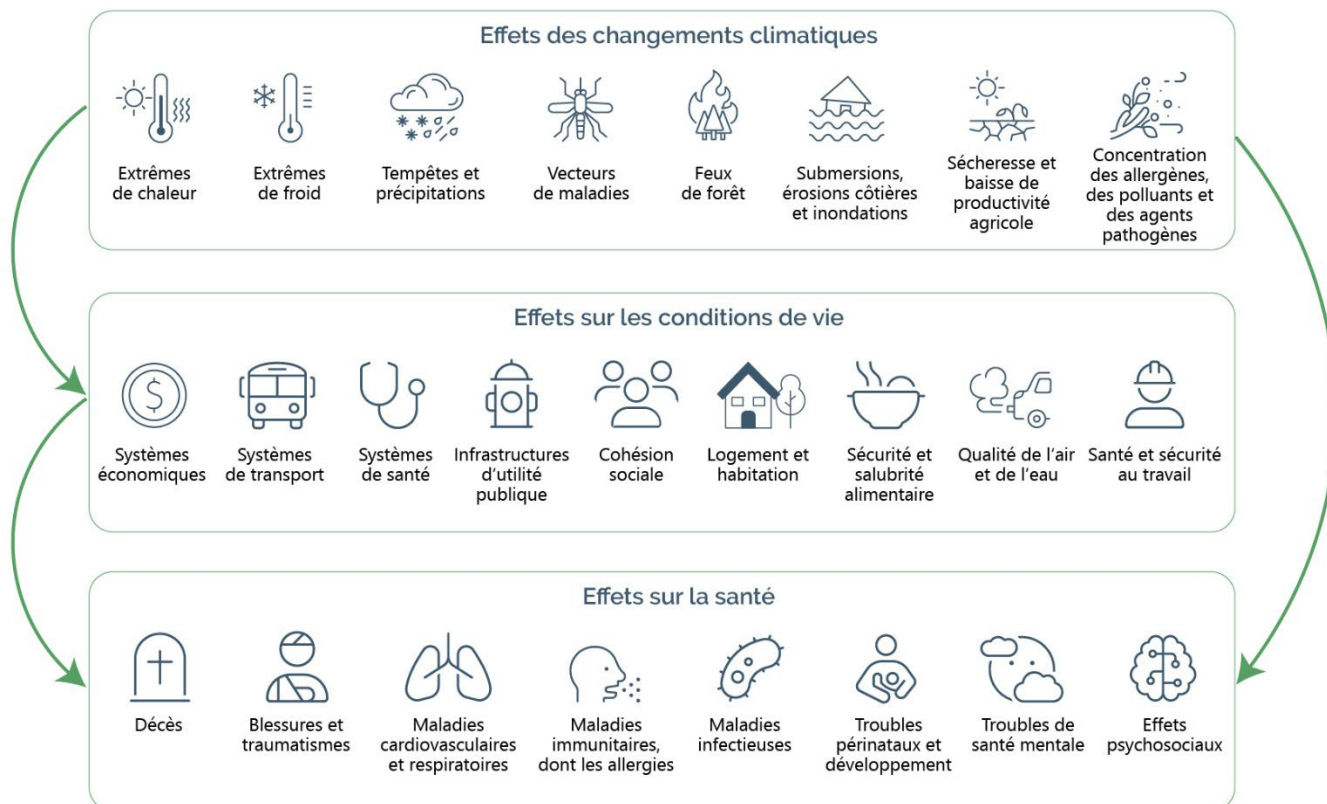 Effets des changements climatiques
Extrêmes
de chaleur
Extrêmes
de froid
Tempêtes et
précipitations
Vecteurs
de maladies
Feux
de forêt
Submersions,
érosions côtières
et inondations
Sécheresse et
baisse de
productivité
agricole
Concentration
des allergènes,
des polluants et
des agents
pathogènes
Effets sur les conditions de vie
$
Systèmes
économiques
Systèmes
de transport
Systèmes
de santé
Infrastructures
d'utilité
publique
Cohésion
sociale
Logement et
habitation
Sécurité et
salubrité
alimentaire
Qualité de l'air
et de l'eau
Santé et sécurité
au travail
Effets sur la santé
Décès
Blessures et
traumatismes
Maladies
cardiovasculaires
et respiratoires
Maladies
immunitaires,
dont les allergies
Maladies
infectieuses
Troubles
périnataux et
développement
Troubles de
santé mentale
Effets
psychosociaux